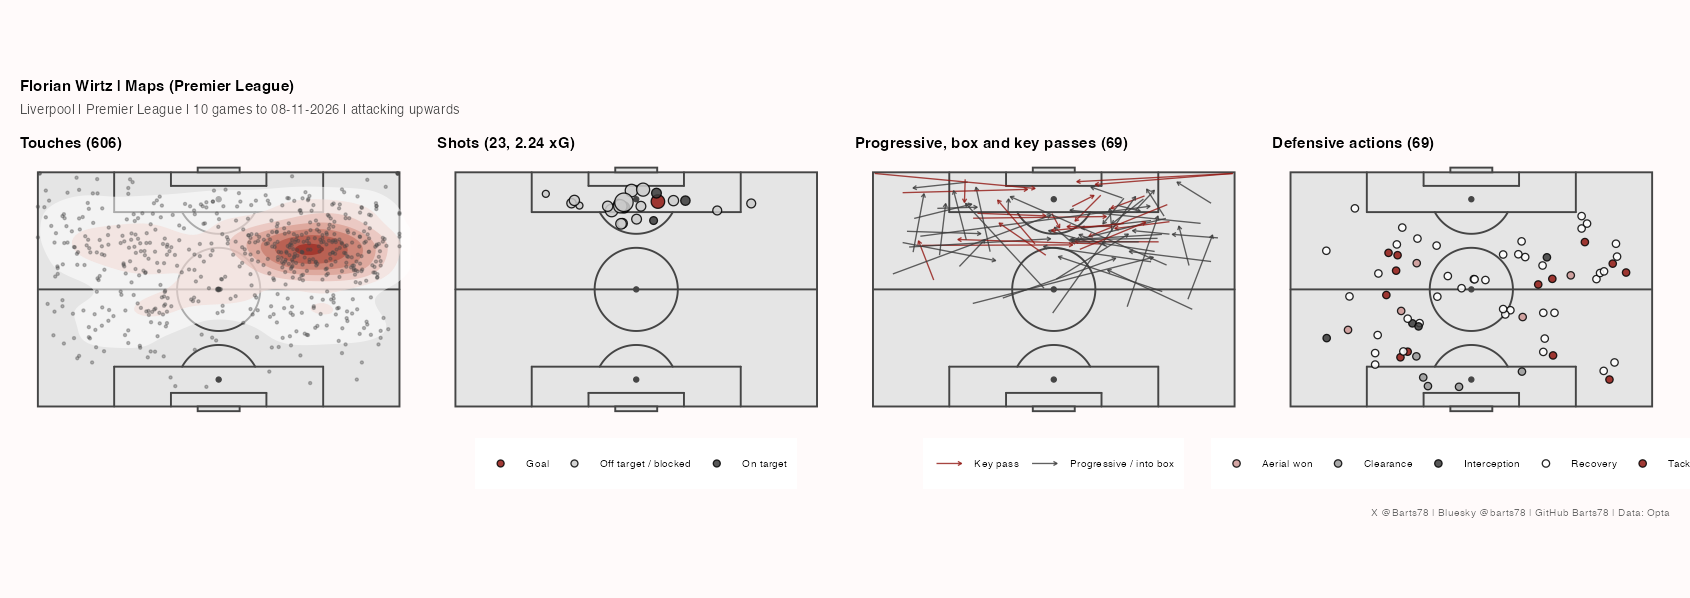 Florian Wirtz | Maps (Premier League)
Liverpool | Premier League | 10 games to 08-11-2026 | attacking upwards
Touches (606)
Shots (23, 2.24 xG)
Progressive, box and key passes (69)
Defensive actions (69)
Goal
Off target / blocked
On target
Key pass
Progressive / into box
Aerial won
Clearance
Interception
Recovery
Tack
X @Barts78 | Bluesky @barts78 | GitHub Barts78 | Data: Opta